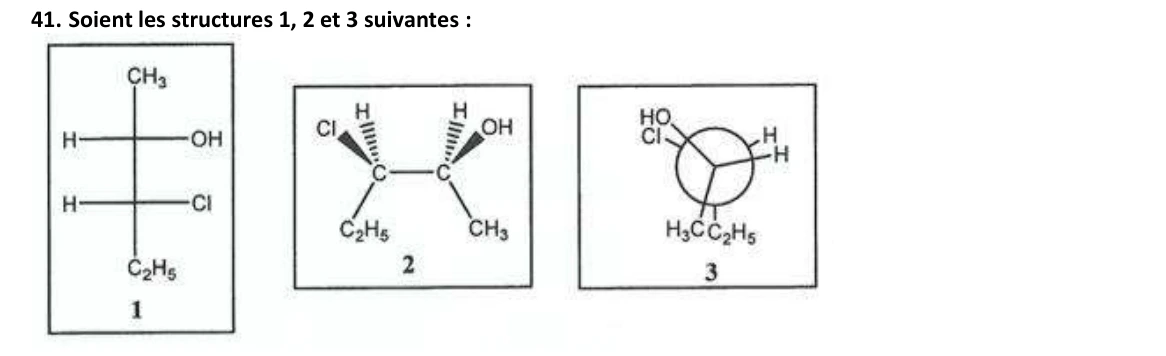 41. Soient les structures 1, 2 et 3 suivantes :
CH₃
H OH
H Cl
C₂H₅
1
H H
Cl OH
C C
C₂H₅ CH₃
2
HO
Cl H
H
H₃C C₂H₅
3